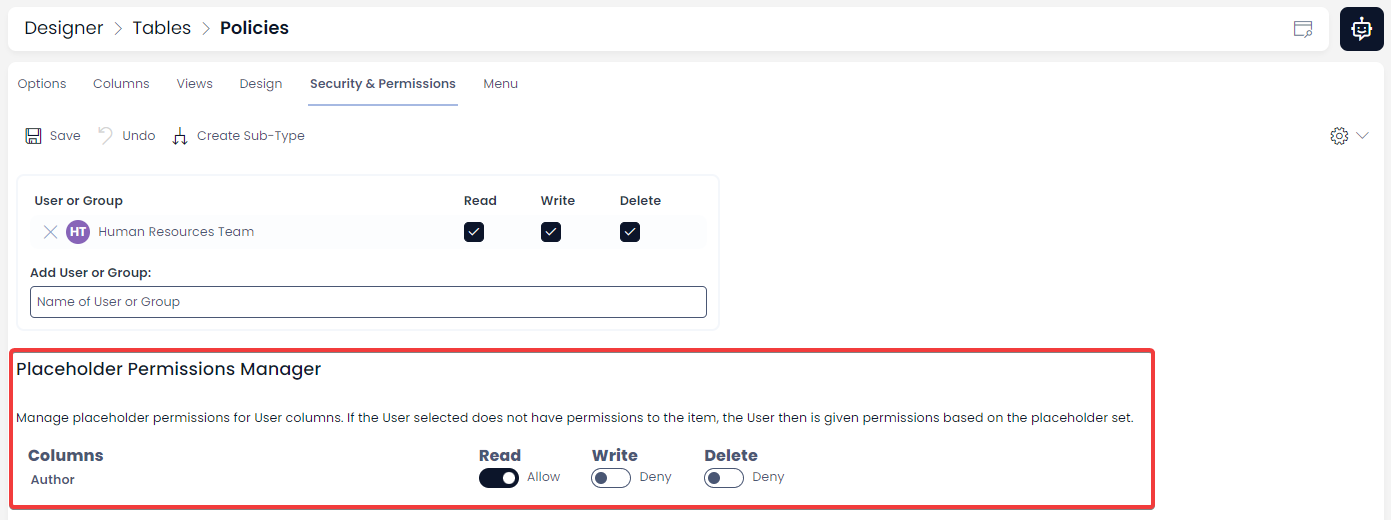 Designer > Tables > Policies
Options Columns Views Design Security & Permissions Menu
Save Undo Create Sub-Type
User or Group Read Write Delete
HT Human Resources Team
Add User or Group:
Name of User or Group
Placeholder Permissions Manager
Manage placeholder permissions for User columns. If the User selected does not have permissions to the item, the User then is given permissions based on the placeholder set.
Columns Read Write Delete
Author Allow Deny Deny